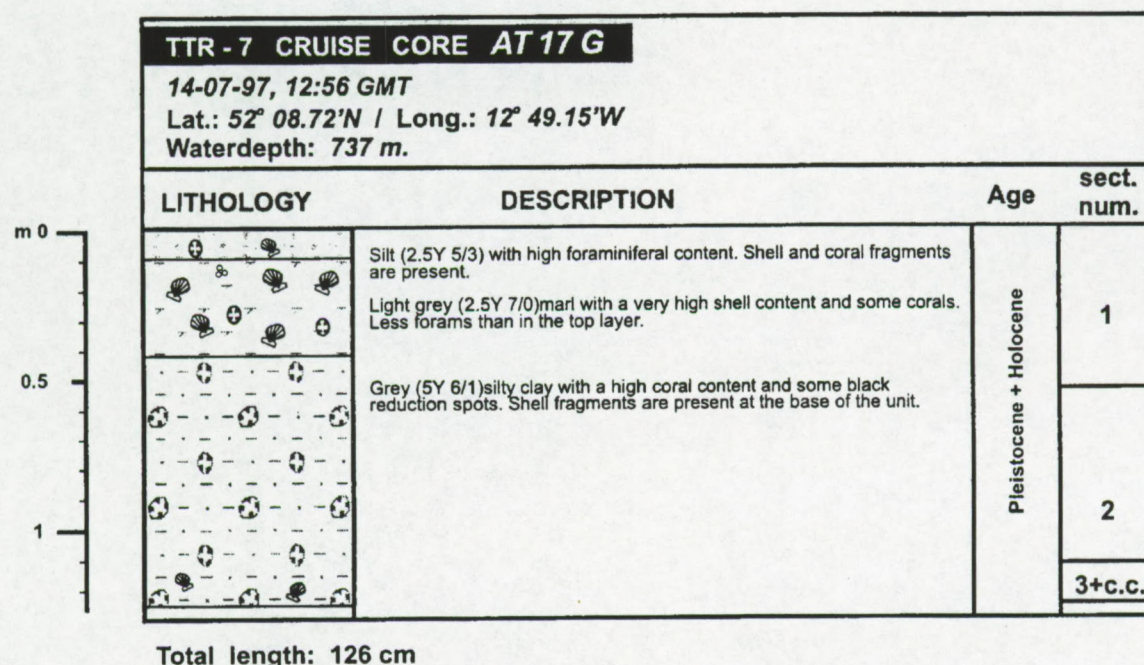 TTR - 7 CRUISE CORE AT 17 G
14-07-97, 12:56 GMT
Lat.: 52° 08.72'N / Long.: 12° 49.15'W
Waterdepth: 737 m.
LITHOLOGY DESCRIPTION Age sect. num.
m 0
Silt (2.5Y 5/3) with high foraminiferal content. Shell and coral fragments
are present.
Light grey (2.5Y 7/0)marl with a very high shell content and some corals.
Less forams than in the top layer.
1
0.5
Grey (5Y 6/1)silty clay with a high coral content and some black
reduction spots. Shell fragments are present at the base of the unit.
Pleistocene + Holocene
2
1
3+c.c.
Total length: 126 cm